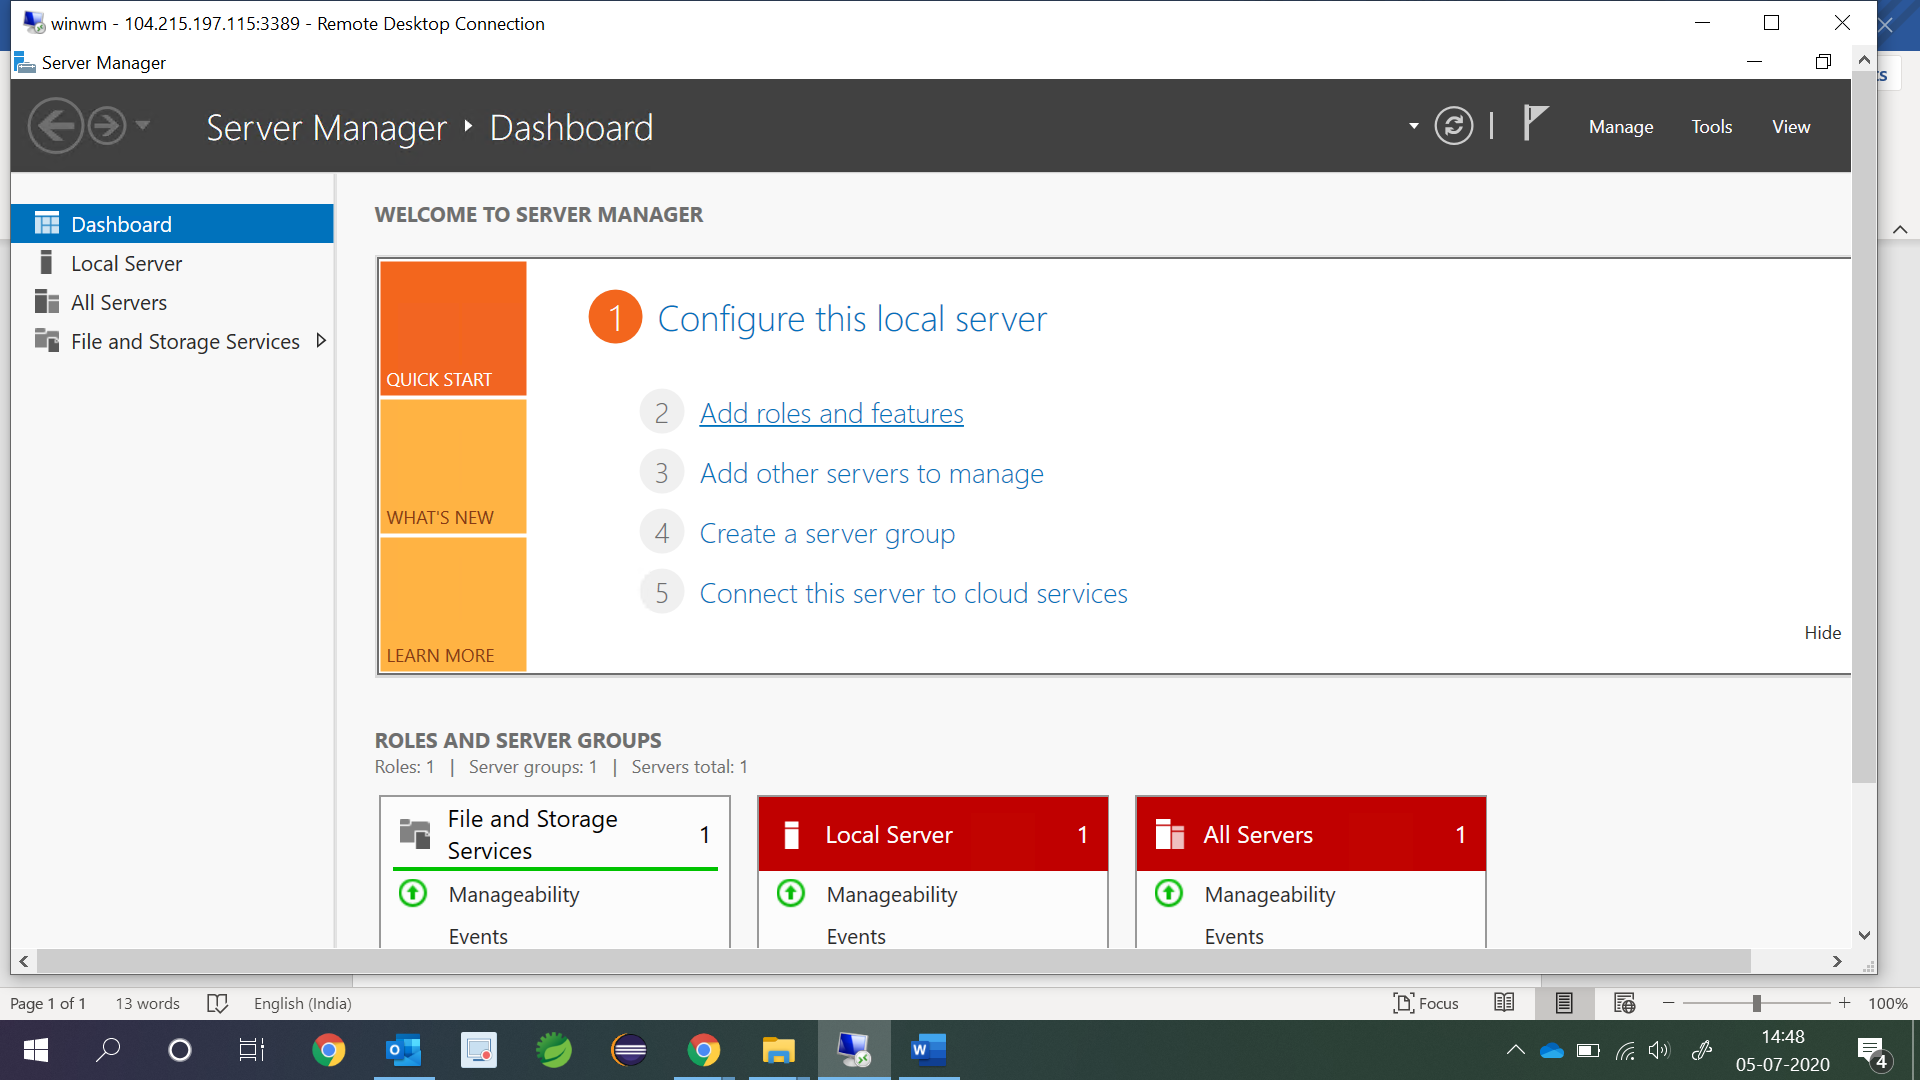 winwm - 104.215.197.115:3389 - Remote Desktop Connection
Server Manager
Server Manager Dashboard
Manage Tools View
Dashboard
Local Server
All Servers
File and Storage Services
WELCOME TO SERVER MANAGER
QUICK START
WHAT'S NEW
LEARN MORE
1 Configure this local server
2 Add roles and features
3 Add other servers to manage
4 Create a server group
5 Connect this server to cloud services
Hide
ROLES AND SERVER GROUPS
Roles: 1 | Server groups: 1 | Servers total: 1
File and Storage
Services 1
Manageability
Events
Local Server 1
Manageability
Events
All Servers 1
Manageability
Events
Page 1 of 1 13 words English (India) Focus 100%
14:48
05-07-2020
4